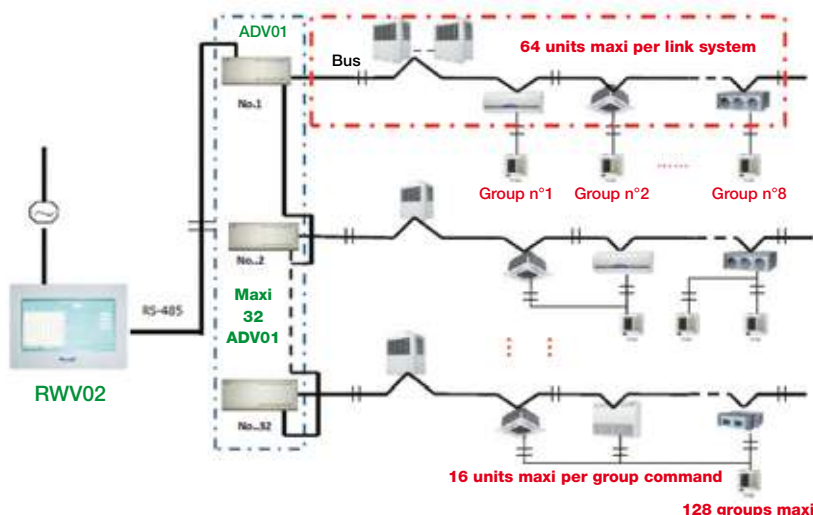 ADV01
64 units maxi per link system
Bus
No.1
Group n°1
Group n°2
Group n°8
No..2
RS-485
Maxi
32
ADV01
RWV02
No..32
16 units maxi per group command
128 groups maxi